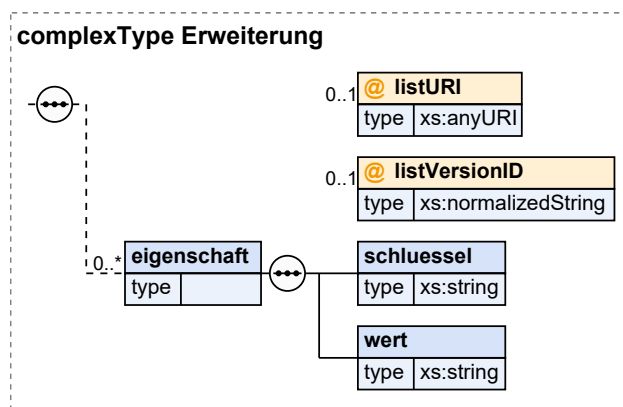 complexType Erweiterung
0..1 @ listURI
type xs:anyURI
0..1 @ listVersionID
type xs:normalizedString
0..* eigenschaft
type
schluessel
type xs:string
wert
type xs:string